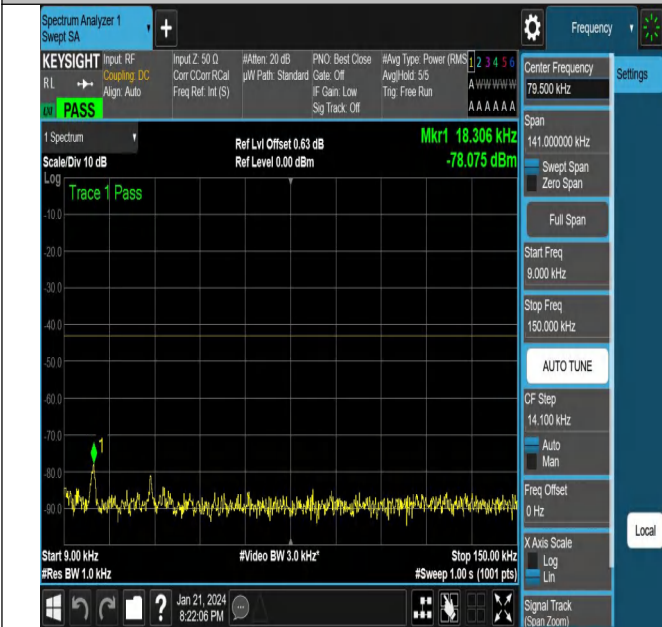 Spectrum Analyzer 1
Swept SA
+
Frequency
KEYSIGHT
RL
PASS
Input: RF
Coupling: DC
Align: Auto
Input Z: 50 Ω
Corr CCorr RCal
Freq Ref: Int (S)
#Atten: 20 dB
µW Path: Standard
PNO: Best Close
Gate: Off
IF Gain: Low
Sig Track: Off
#Avg Type: Power (RMS
Avg|Hold: 5/5
Trig: Free Run
1 2 3 4 5 6
A W W W W W
A A A A A A
1 Spectrum
Scale/Div 10 dB
Ref Lvl Offset 0.63 dB
Ref Level 0.00 dBm
Mkr1 18.306 kHz
-78.075 dBm
Log
Trace 1 Pass
-10.0
-20.0
-30.0
-40.0
-50.0
-60.0
-70.0
-80.0
-90.0
1
Start 9.00 kHz
#Res BW 1.0 kHz
#Video BW 3.0 kHz*
Stop 150.00 kHz
#Sweep 1.00 s (1001 pts)
Jan 21, 2024
8:22:06 PM
Center Frequency
79.500 kHz
Span
141.000000 kHz
Swept Span
Zero Span
Full Span
Start Freq
9.000 kHz
Stop Freq
150.000 kHz
AUTO TUNE
CF Step
14.100 kHz
Auto
Man
Freq Offset
0 Hz
X Axis Scale
Log
Lin
Signal Track
(Span Zoom)
Settings
Local